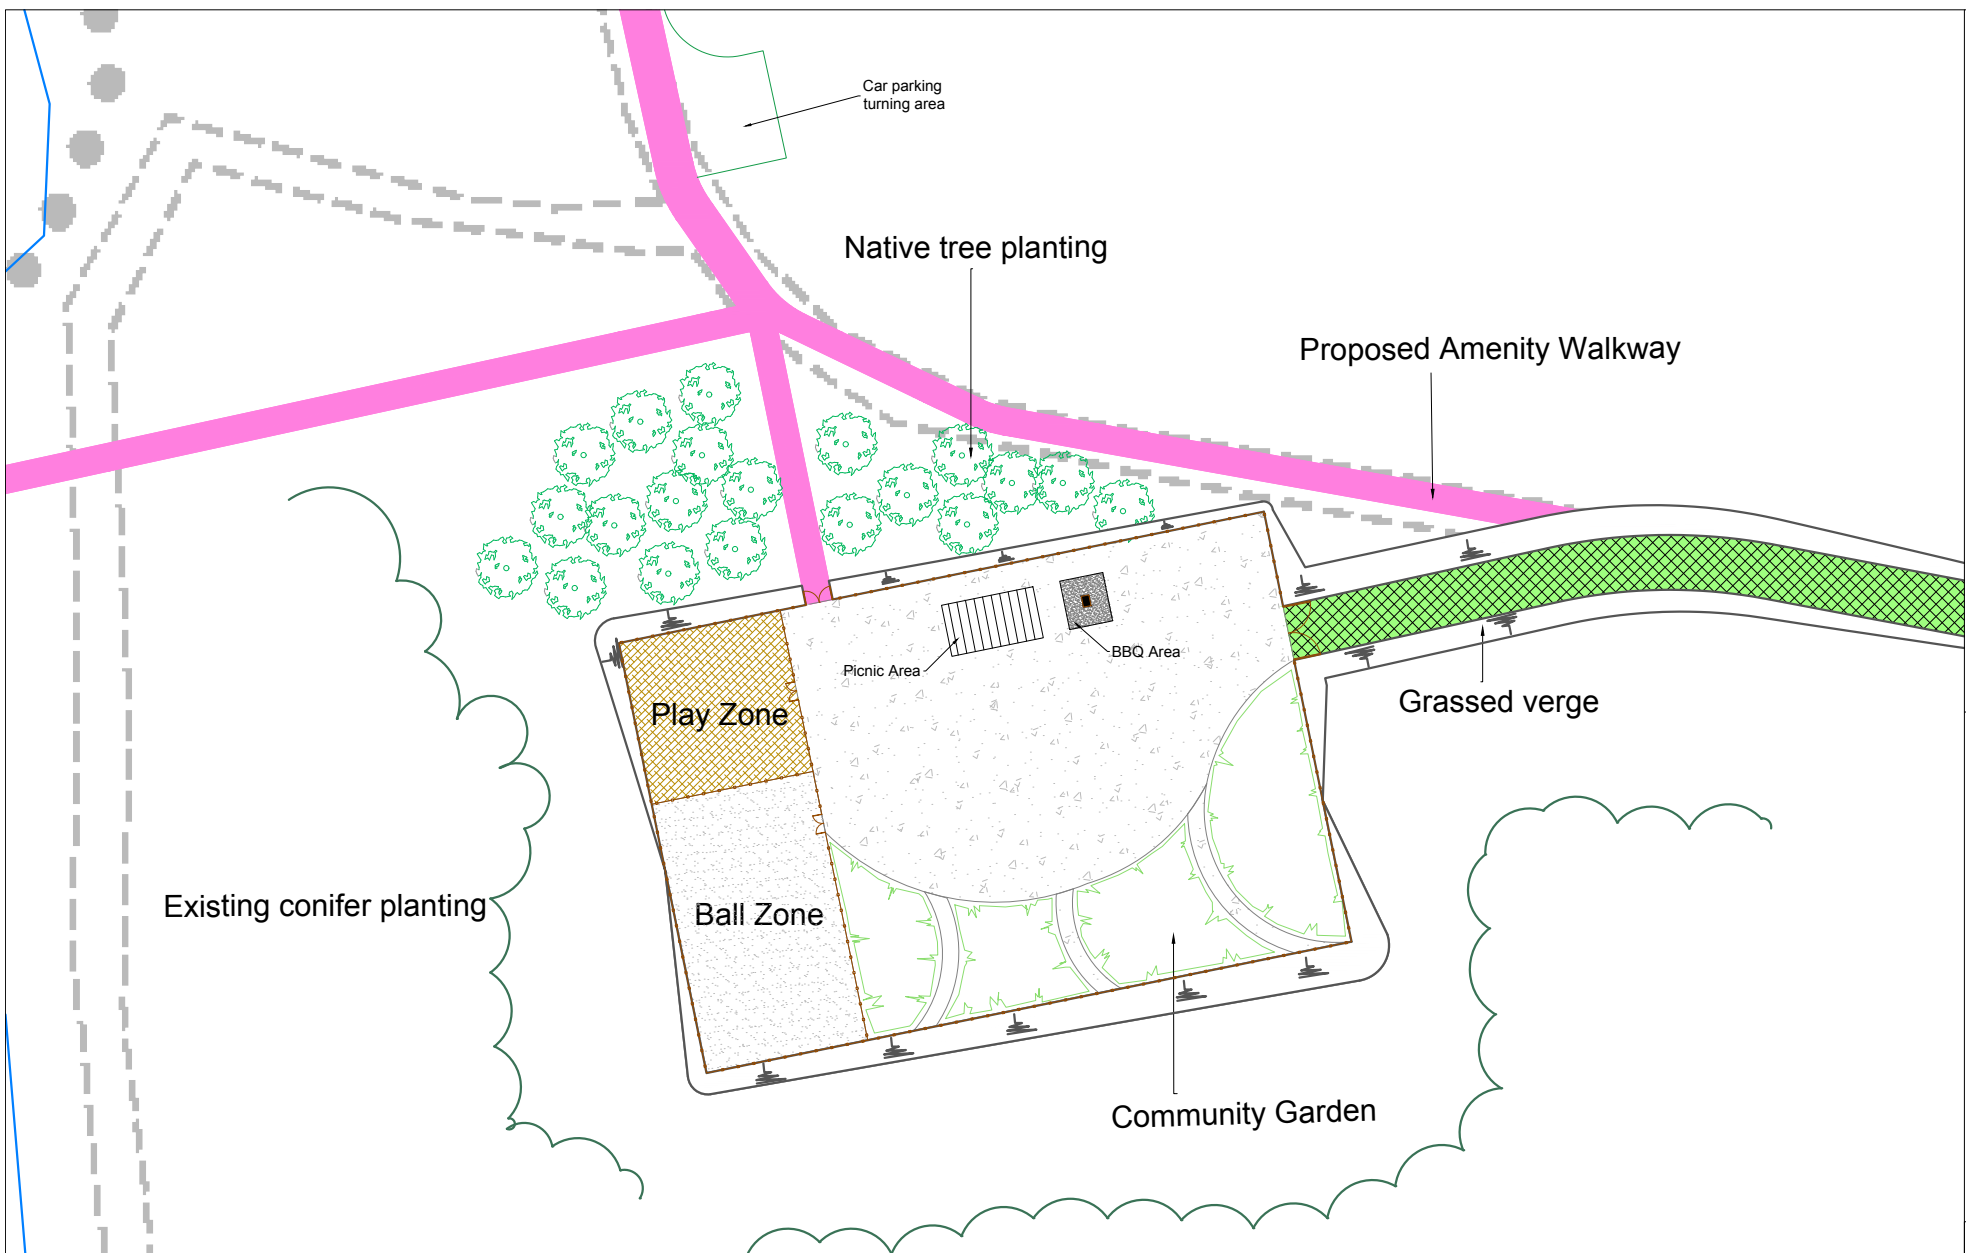 Car parking
turning area
Native tree planting
Proposed Amenity Walkway
Picnic Area
BBQ Area
Play Zone
Grassed verge
Existing conifer planting
Ball Zone
Community Garden